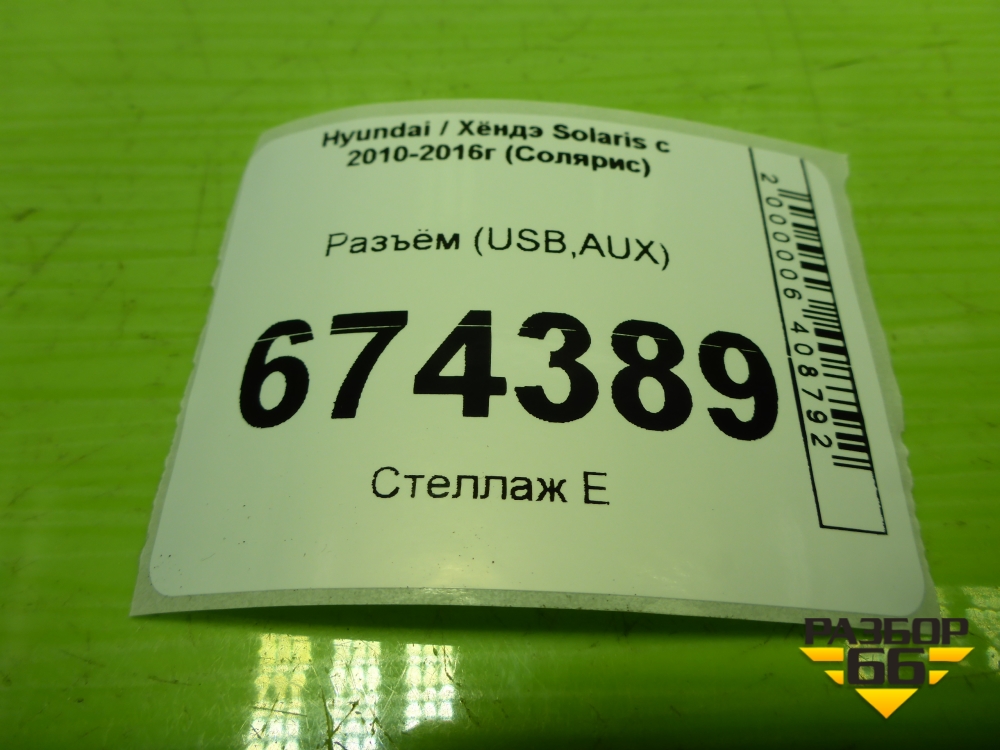 Hyundai / Хёндэ Solaris с
2010-2016г (Солярис)
Разъём (USB,AUX)
674389
Стеллаж Е
2000006408792
РАЗБОР
66